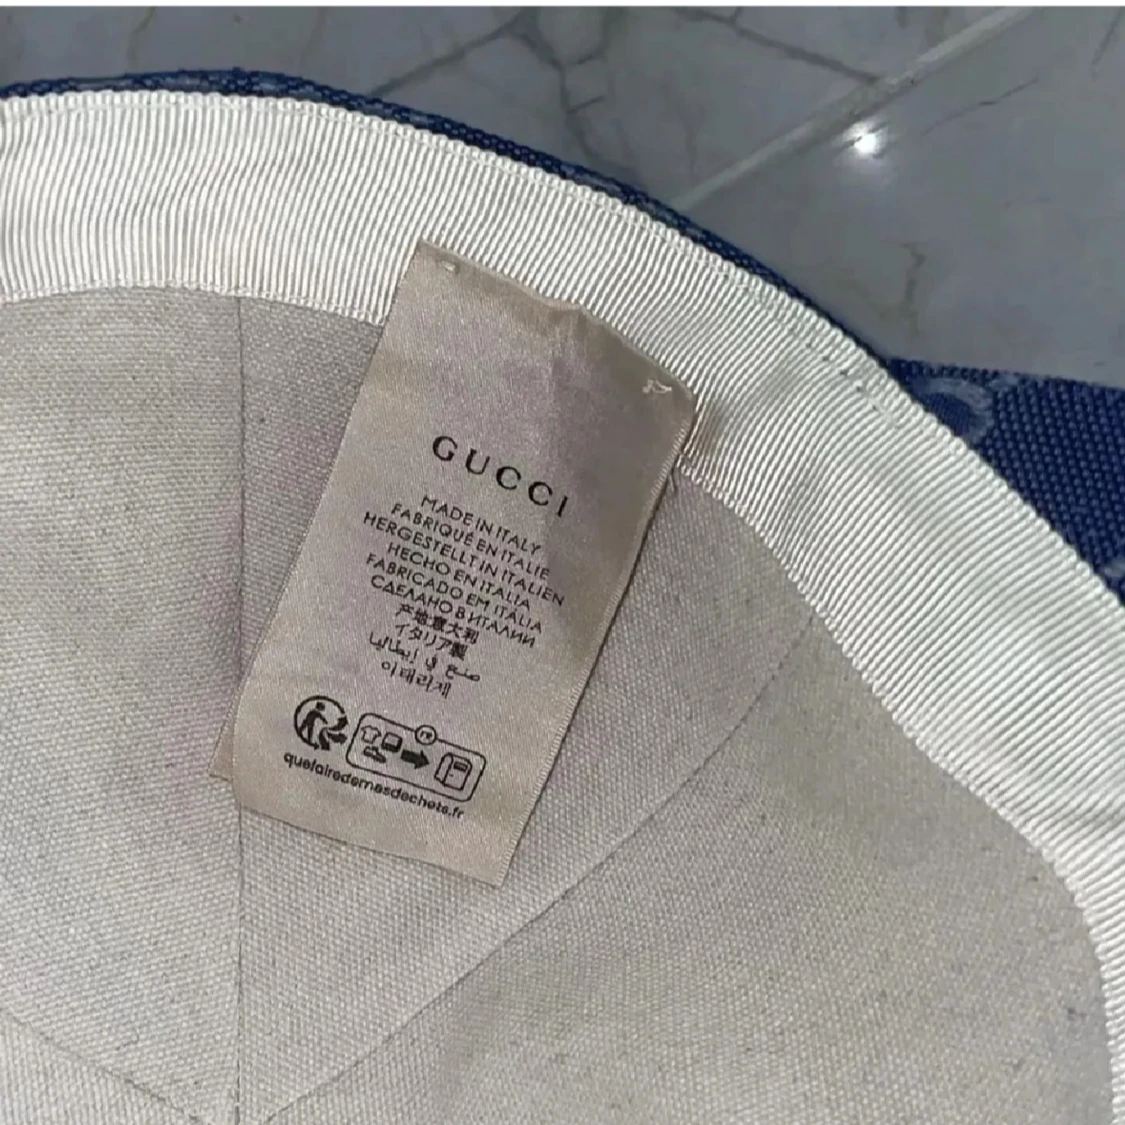 GUCCI
MADE IN ITALY
FABRIQUÉ EN ITALIE
HERGESTELLT IN ITALIEN
HECHO EN ITALIA
FABRICADO EM ITÁLIA
СДЕЛАНО В ИТАЛИИ
产地意大利
イタリア製
صنع في إيطاليا
이태리제
FR
quefairedemesdechets.fr